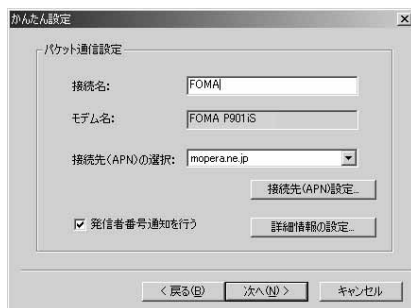 かんたん設定
パケット通信設定
接続名: FOMA
モデム名: FOMA P901iS
接続先(APN)の選択: mopera.ne.jp
接続先(APN)設定...
発信者番号通知を行う 詳細情報の設定...
< 戻る(B) 次へ(N) > キャンセル